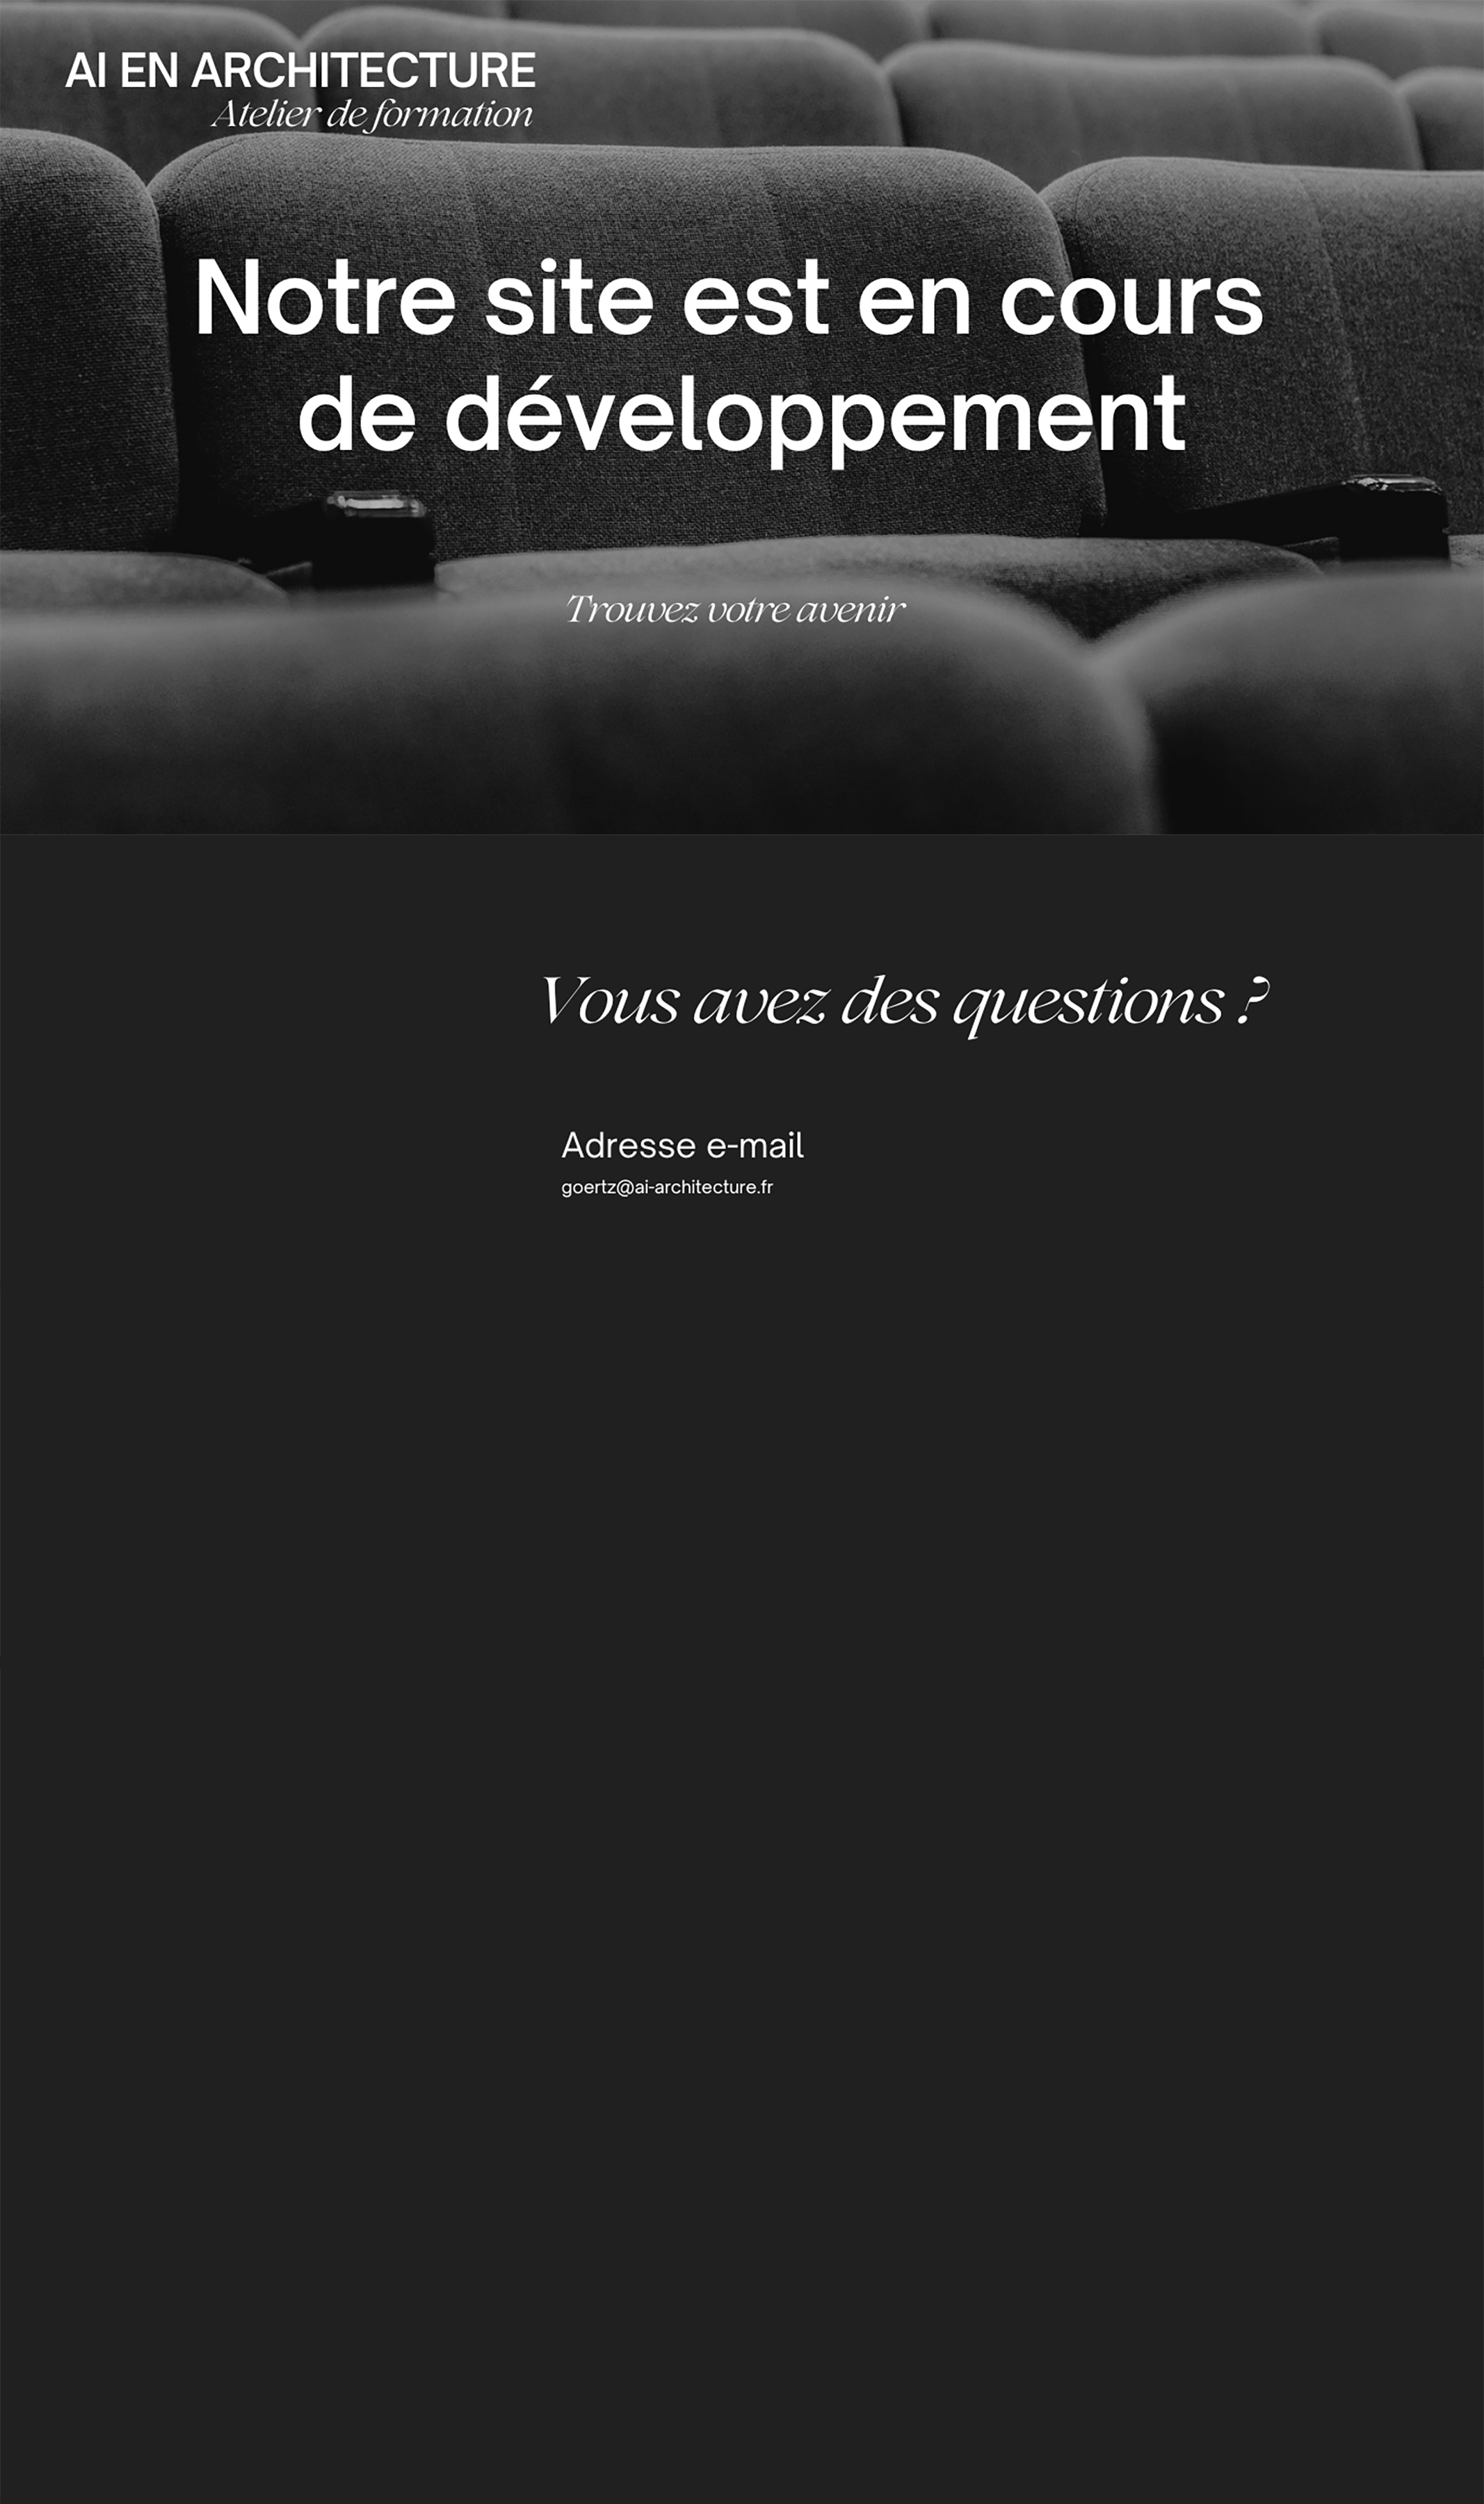 AI EN ARCHITECTURE
Atelier de formation
Notre site est en cours
de développement
Trouvez votre avenir
Vous avez des questions ?
Adresse e-mail
goertz@ai-architecture.fr